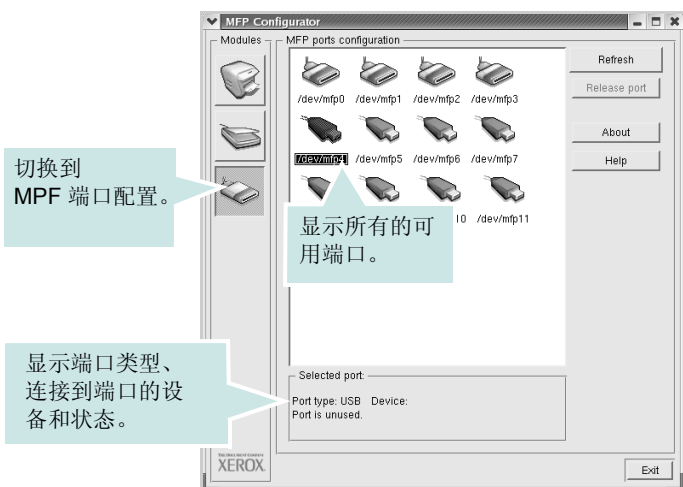 MFP Configurator
Modules
MFP ports configuration
/dev/mfp0 /dev/mfp1 /dev/mfp2 /dev/mfp3
/dev/mfp4 /dev/mfp5 /dev/mfp6 /dev/mfp7
10 /dev/mfp11
Refresh
Release port
About
Help
切换到
MPF 端口配置。
显示所有的可
用端口。
显示端口类型、
连接到端口的设
备和状态。
Selected port:
Port type: USB Device:
Port is unused.
THE DOCUMENT COMPANY
XEROX
Exit